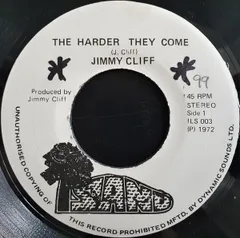 THE HARDER THEY COME
(J. Cliff)
JIMMY CLIFF
99
Produced by
Jimmy Cliff
45 RPM
STEREO
Side 1
ILS 003
(P) 1972
ISLAND
UNAUTHORISED COPYING OF THIS RECORD PROHIBITED MFTD. BY DYNAMIC SOUNDS LTD.